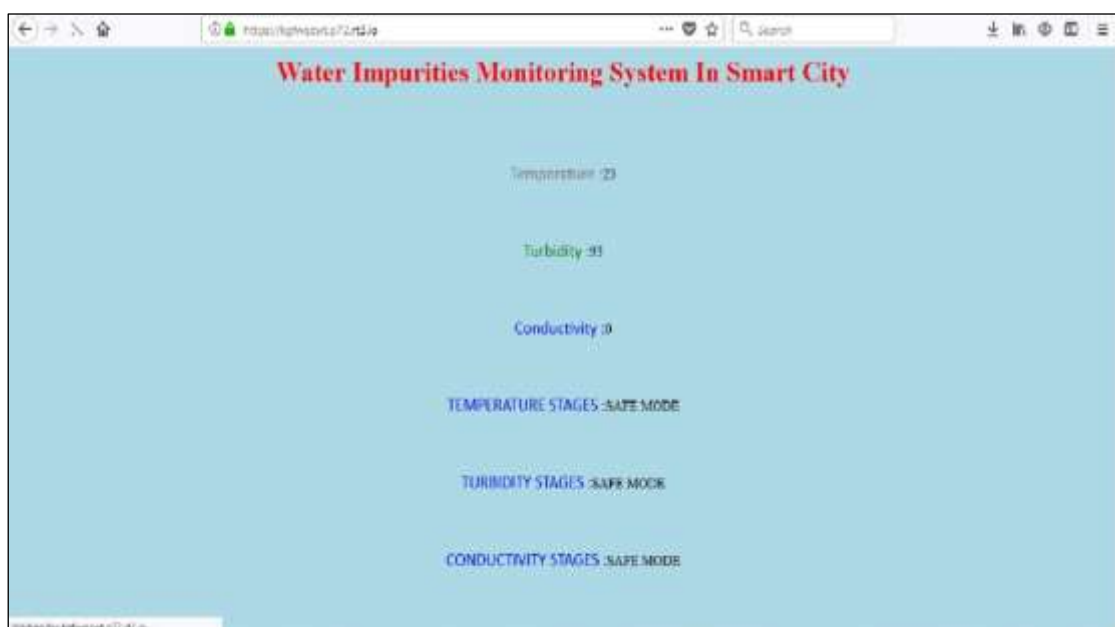 Search
Water Impurities Monitoring System In Smart City
Temperature :23
Turbidity :93
Conductivity :0
TEMPERATURE STAGES :SAFE MODE
TURBIDITY STAGES :SAFE MODE
CONDUCTIVITY STAGES :SAFE MODE